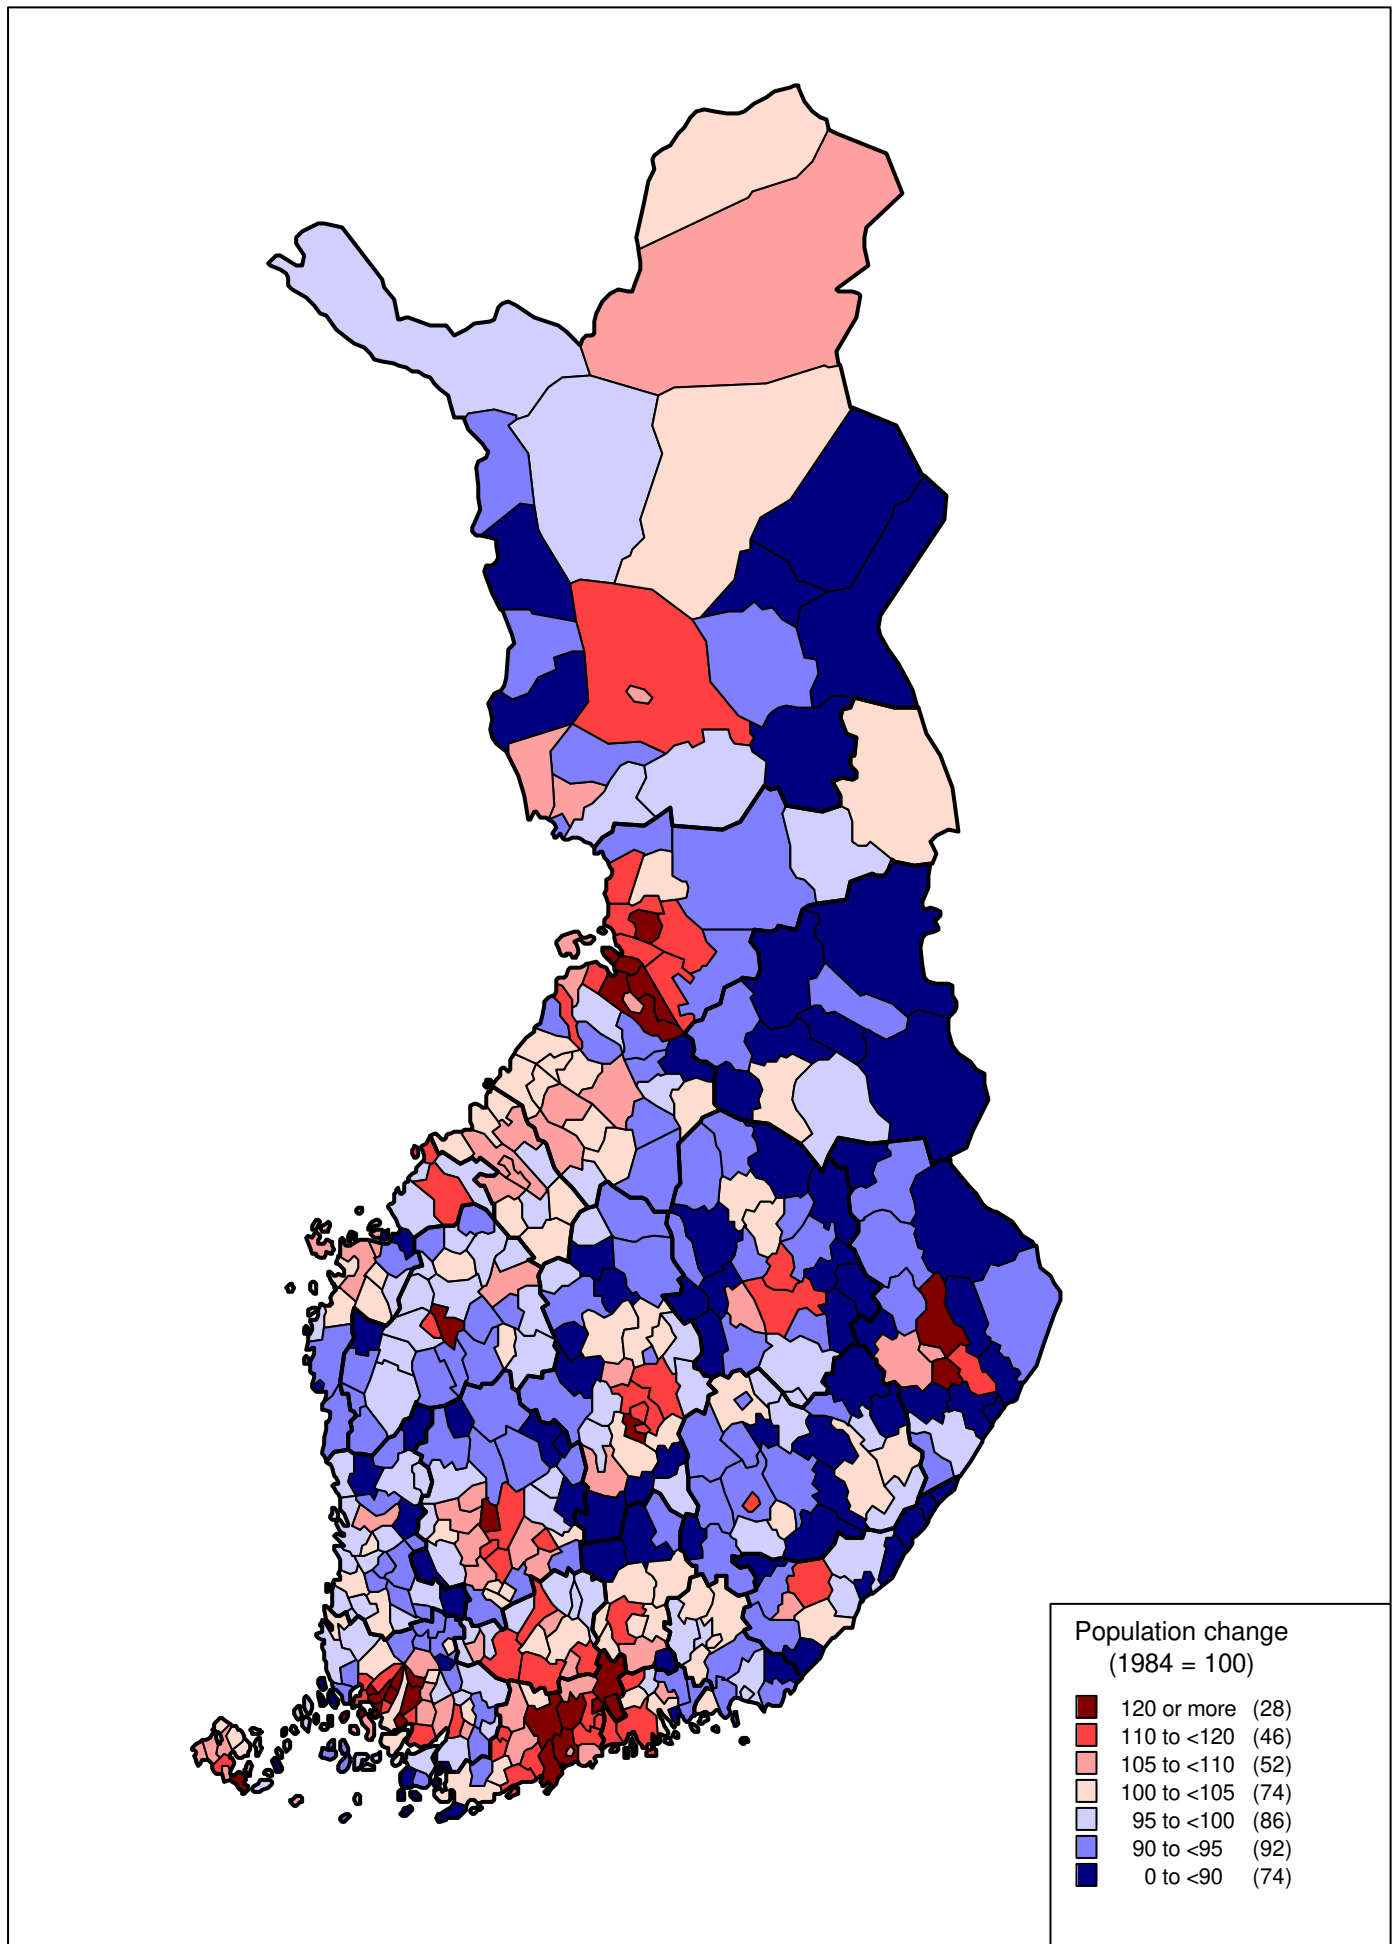 Population change
(1984 = 100)
120 or more (28)
110 to <120 (46)
105 to <110 (52)
100 to <105 (74)
95 to <100 (86)
90 to <95 (92)
0 to <90 (74)